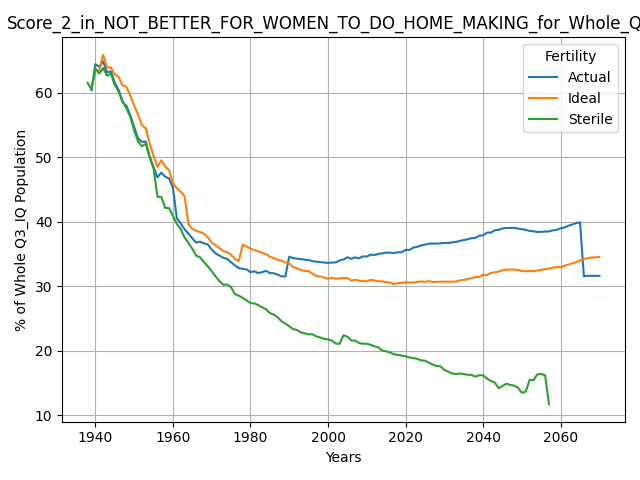 Score_2_in_NOT_BETTER_FOR_WOMEN_TO_DO_HOME_MAKING_for_Whole_Q
Fertility
Actual
Ideal
Sterile
% of Whole Q3_IQ Population
60
50
40
30
20
10
1940 1960 1980 2000 2020 2040 2060
Years